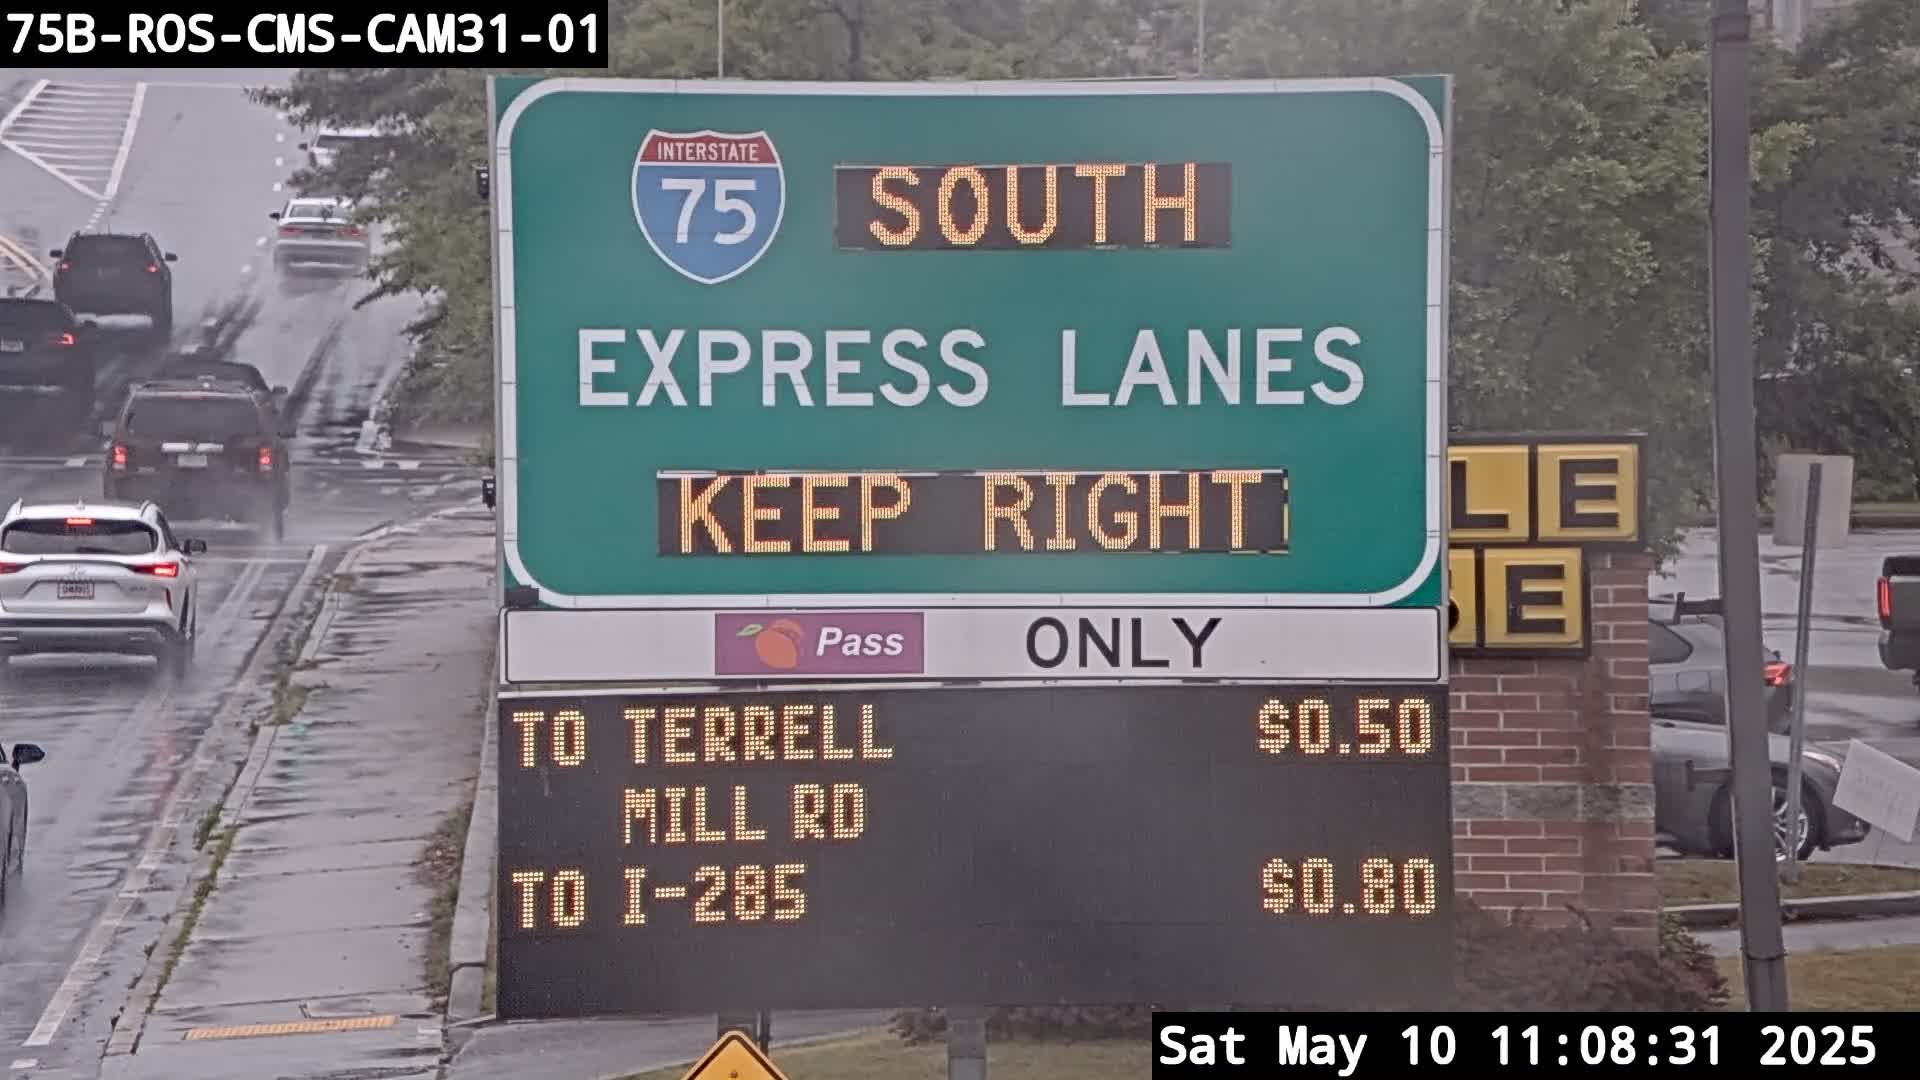 75B-ROS-CMS-CAM31-01
INTERSTATE
75
SOUTH
EXPRESS LANES
KEEP RIGHT
Pass ONLY
TO TERRELL $0.50
MILL RD
TO I-285 $0.80
LE
E
Sat May 10 11:08:31 2025